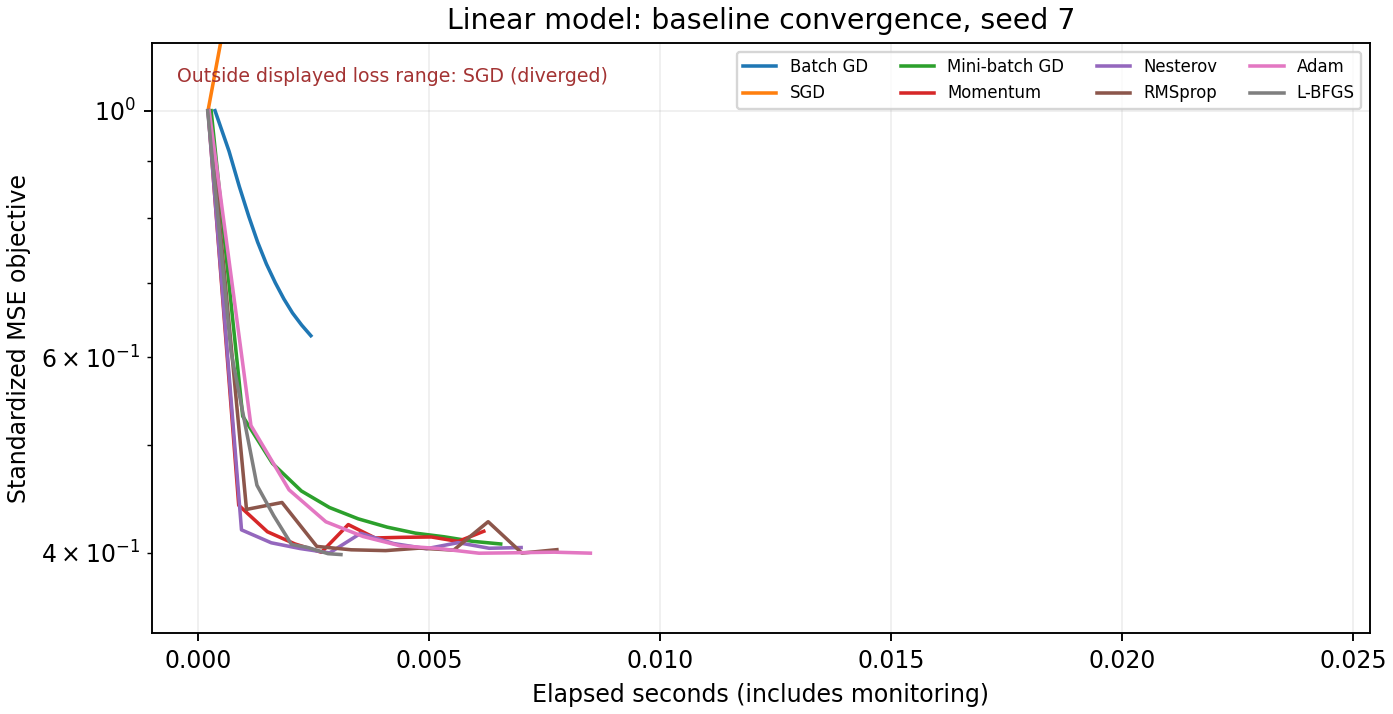 Linear model: baseline convergence, seed 7
Outside displayed loss range: SGD (diverged)
Batch GD
SGD
Mini-batch GD
Momentum
Nesterov
RMSprop
Adam
L-BFGS
Standardized MSE objective
10⁰
6 × 10⁻¹
4 × 10⁻¹
0.000 0.005 0.010 0.015 0.020 0.025
Elapsed seconds (includes monitoring)